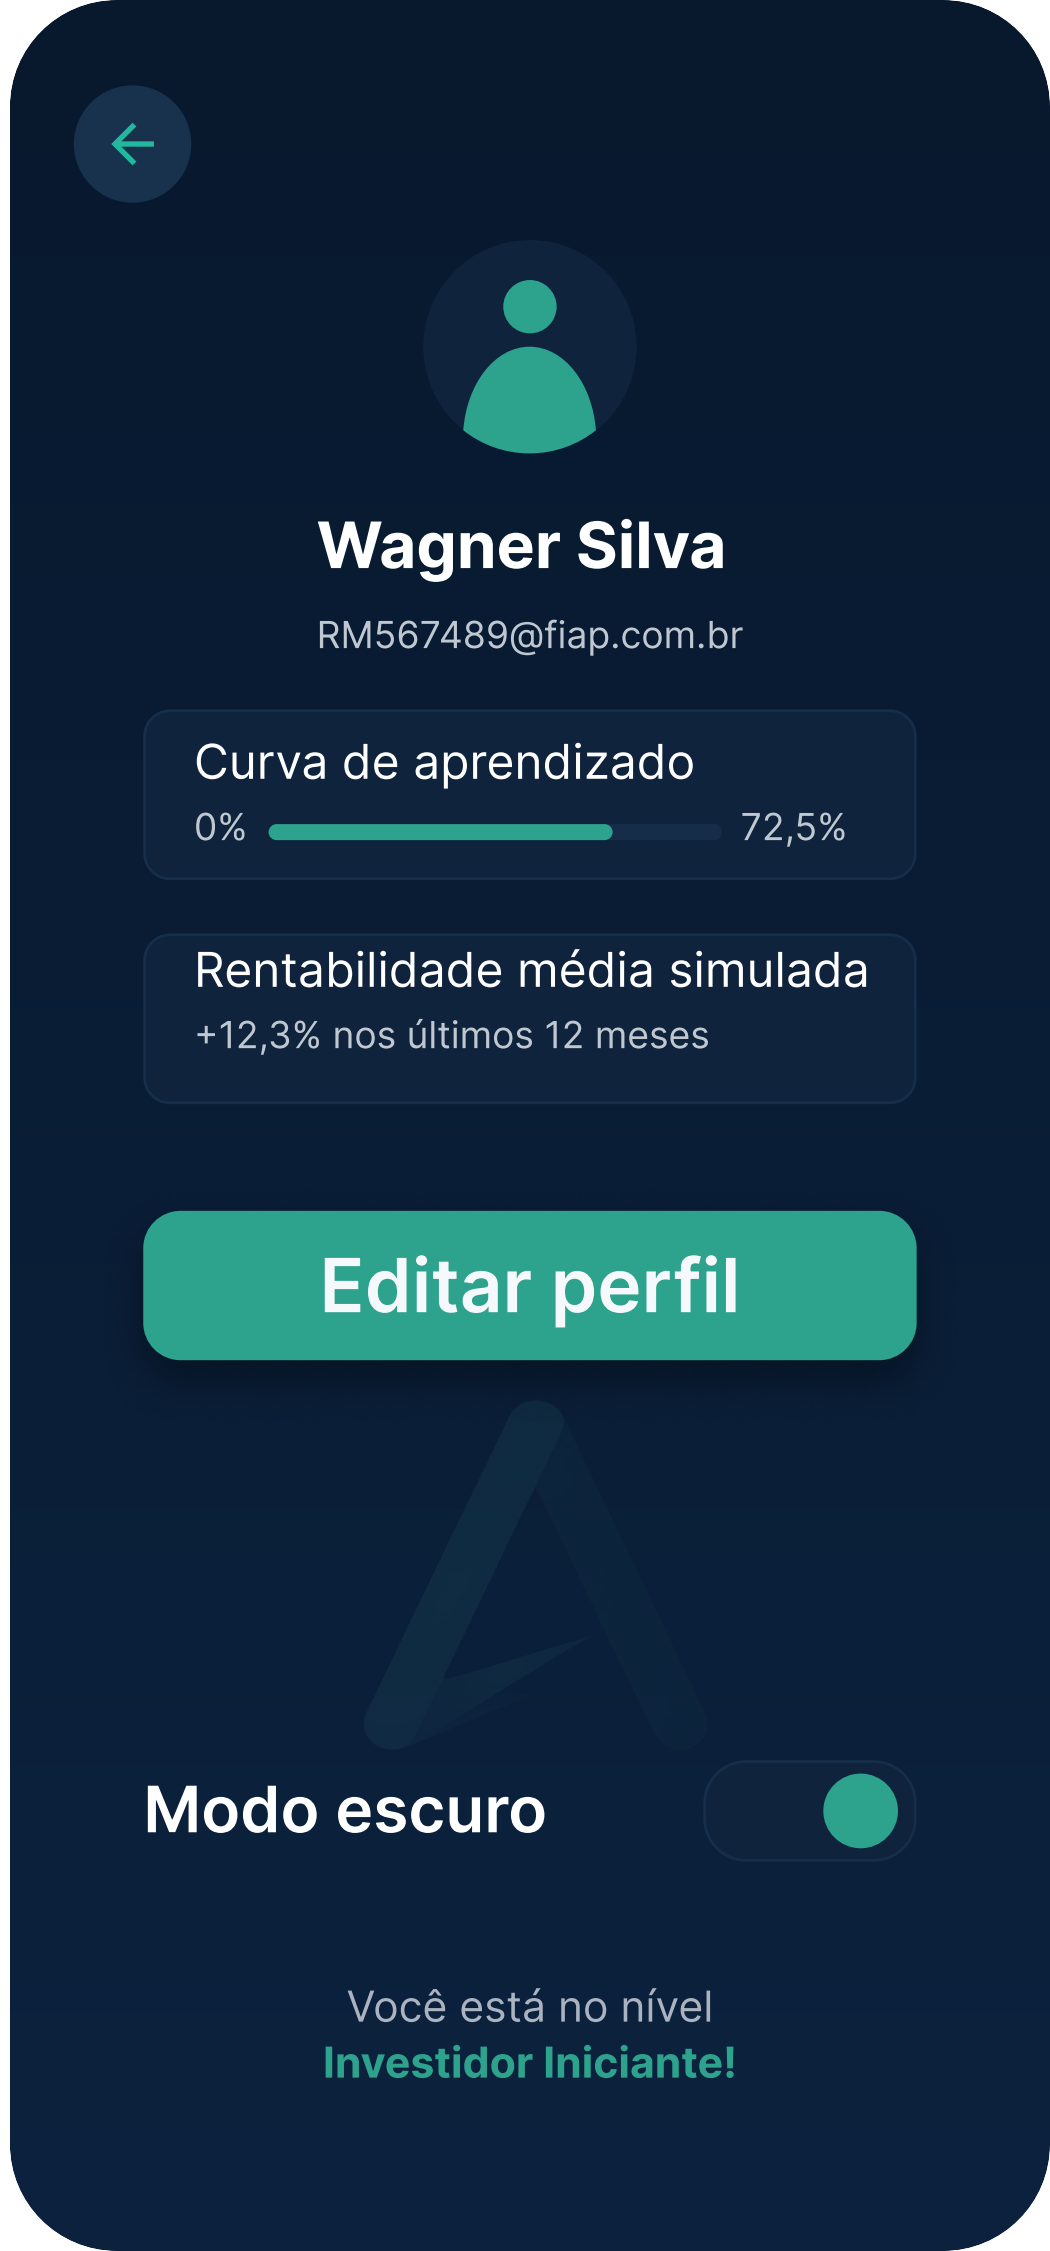 Wagner Silva
RM567489@fiap.com.br
Curva de aprendizado
0% 72,5%
Rentabilidade média simulada
+12,3% nos últimos 12 meses
Editar perfil
Modo escuro
Você está no nível
Investidor Iniciante!